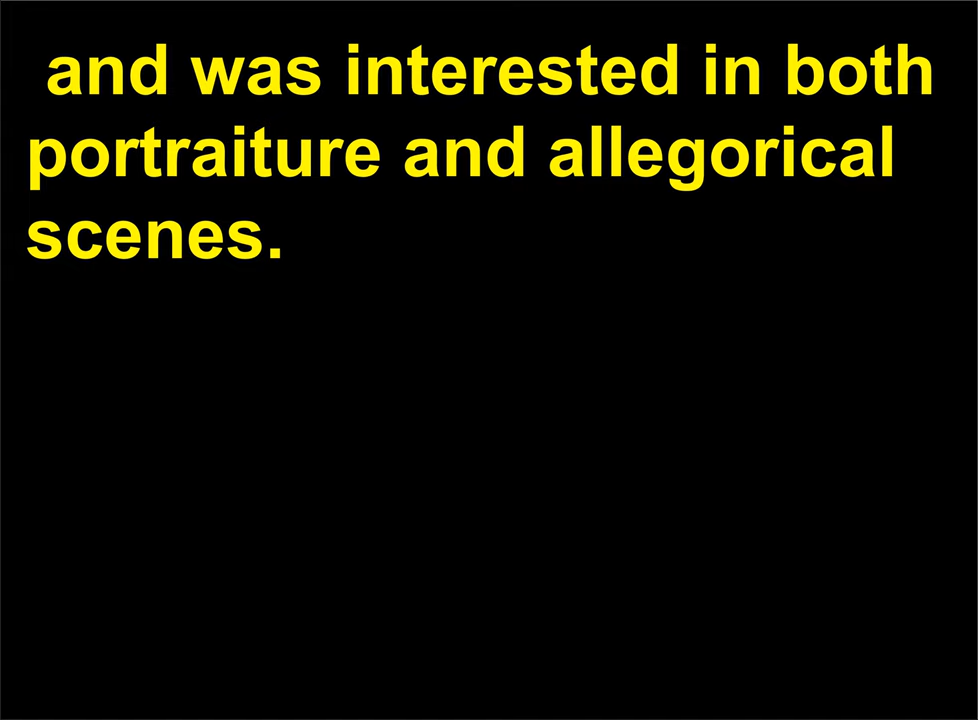 and was interested in both
portraiture and allegorical
scenes.